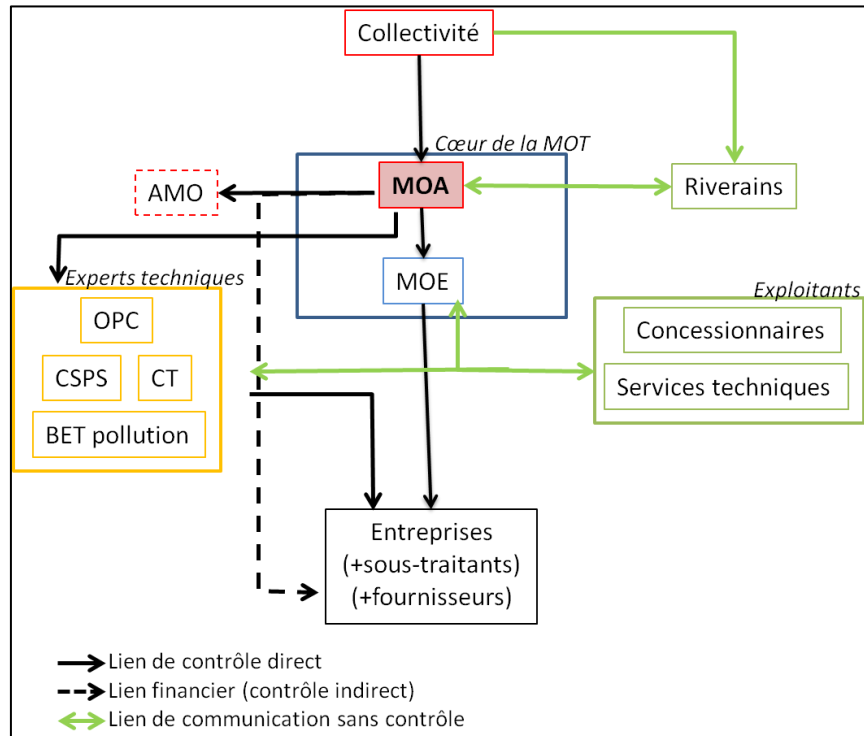 Collectivité
Cœur de la MOT
AMO
MOA
Riverains
Experts techniques
MOE
Exploitants
OPC
Concessionnaires
CSPS
CT
Services techniques
BET pollution
Entreprises
(+sous-traitants)
(+fournisseurs)
Lien de contrôle direct
Lien financier (contrôle indirect)
Lien de communication sans contrôle